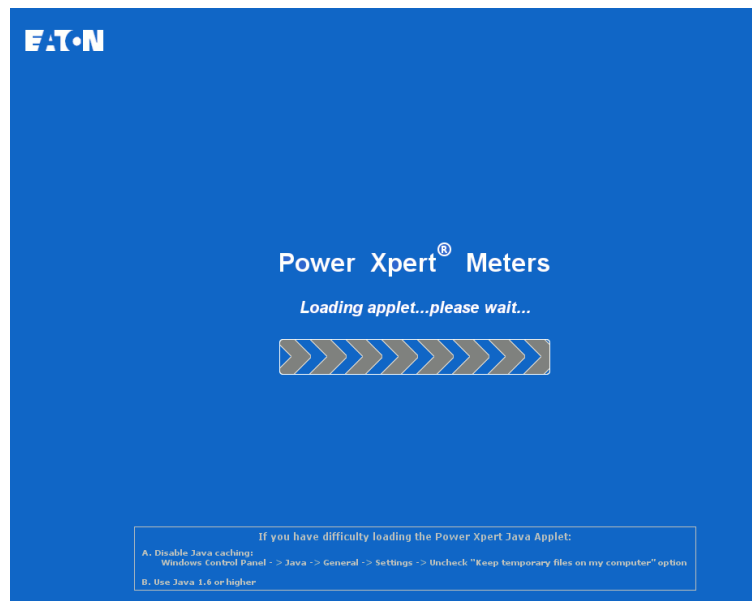 EATON
Power Xpert® Meters
Loading applet...please wait...
If you have difficulty loading the Power Xpert Java Applet:
A. Disable Java caching:
Windows Control Panel - > Java -> General -> Settings -> Uncheck "Keep temporary files on my computer" option
B. Use Java 1.6 or higher